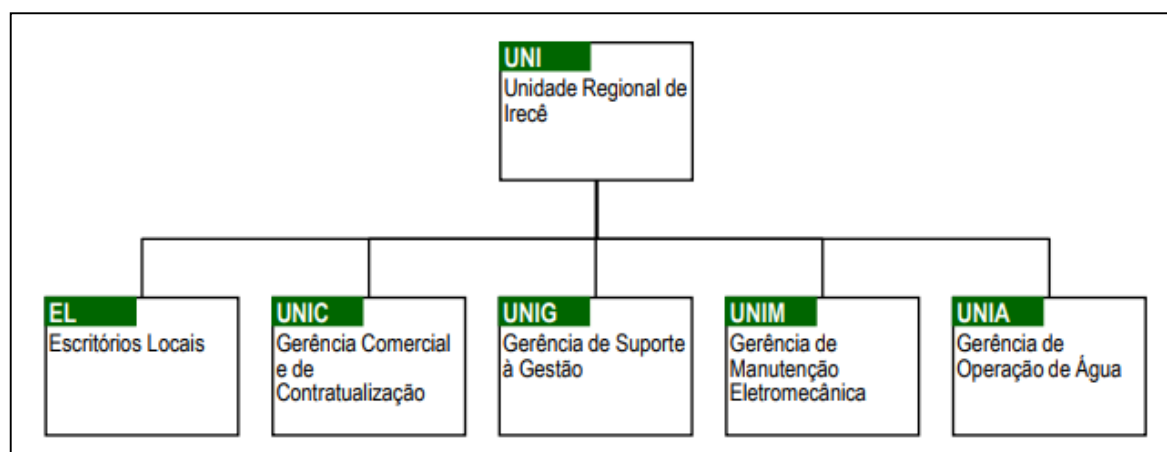 UNI
Unidade Regional de
Irecê
EL
Escritórios Locais
UNIC
Gerência Comercial
e de
Contratualização
UNIG
Gerência de Suporte
à Gestão
UNIM
Gerência de
Manutenção
Eletromecânica
UNIA
Gerência de
Operação de Água